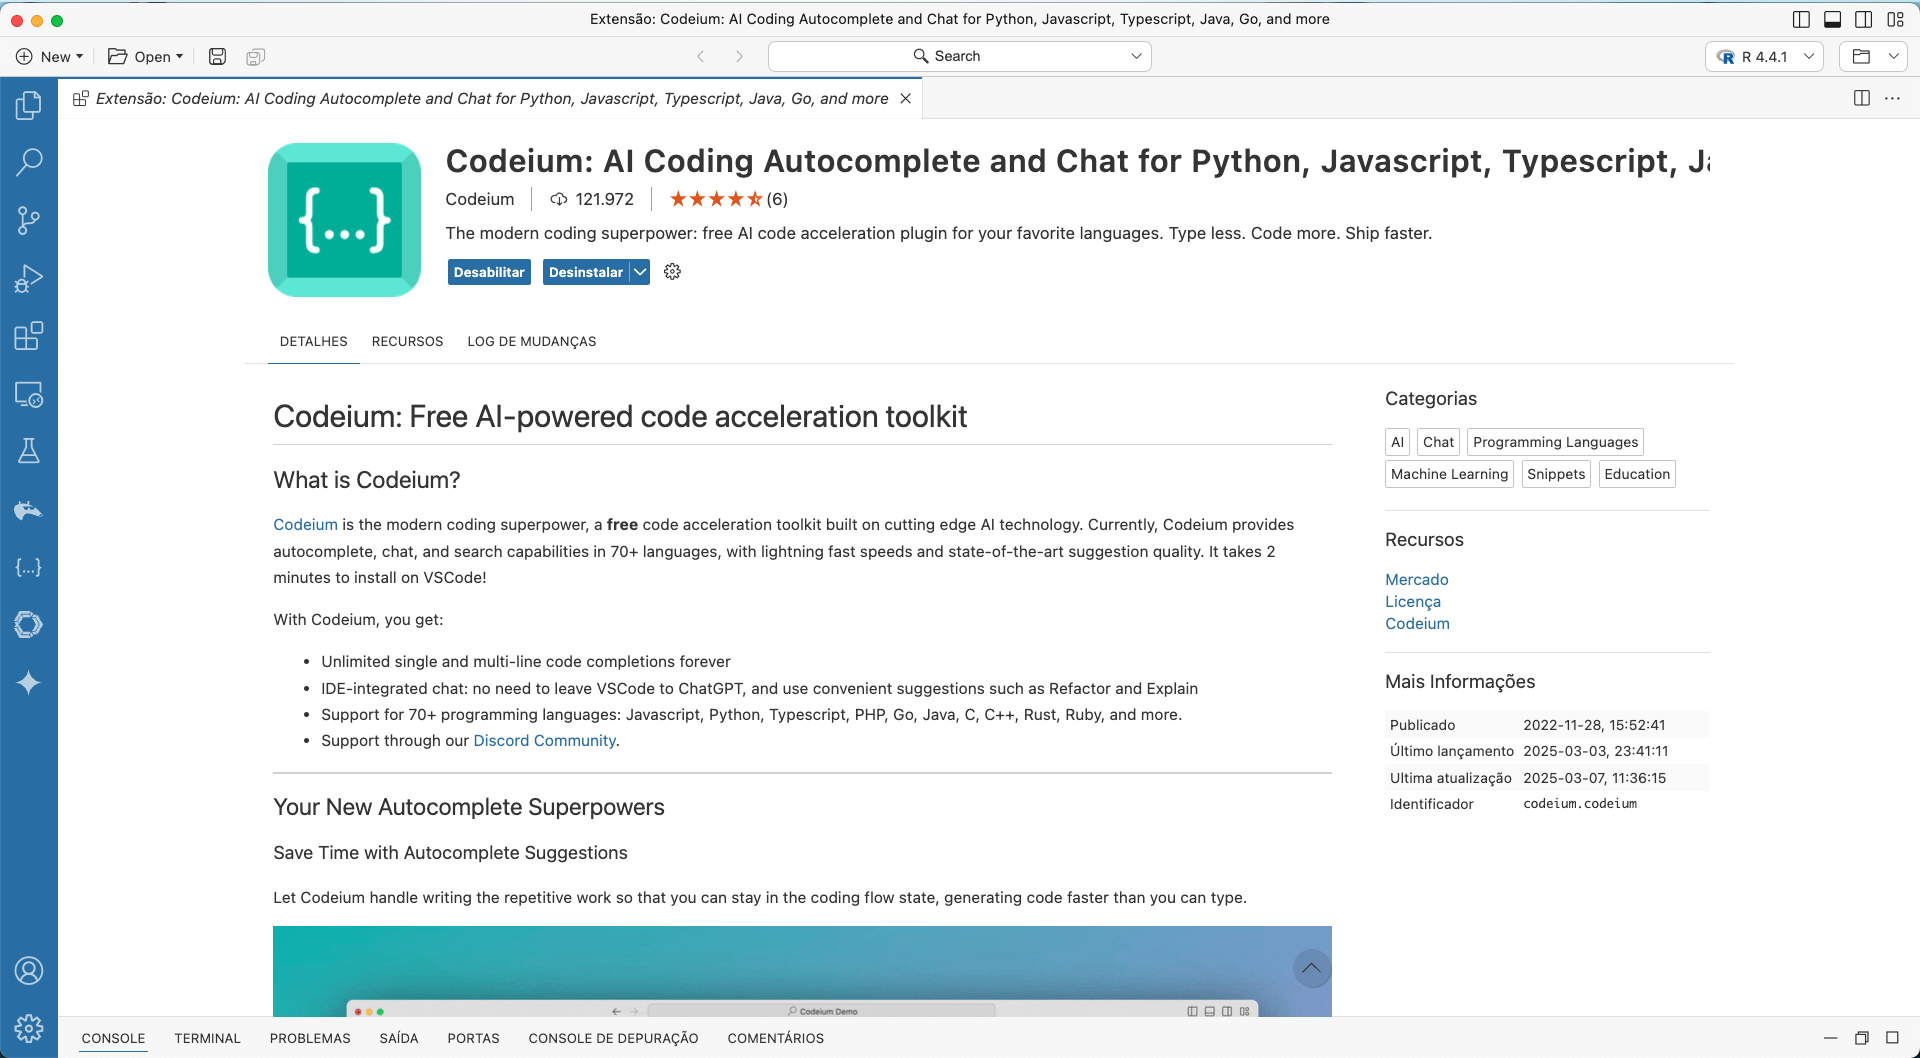 Extensão: Codeium: AI Coding Autocomplete and Chat for Python, Javascript, Typescript, Java, Go, and more
New
Open
Search
R 4.4.1
Extensão: Codeium: AI Coding Autocomplete and Chat for Python, Javascript, Typescript, Java, Go, and more
{...}
Codeium: AI Coding Autocomplete and Chat for Python, Javascript, Typescript, Ja
Codeium
121.972
(6)
The modern coding superpower: free AI code acceleration plugin for your favorite languages. Type less. Code more. Ship faster.
Desabilitar
Desinstalar
DETALHES
RECURSOS
LOG DE MUDANÇAS
Codeium: Free AI-powered code acceleration toolkit
What is Codeium?
Codeium is the modern coding superpower, a free code acceleration toolkit built on cutting edge AI technology. Currently, Codeium provides
autocomplete, chat, and search capabilities in 70+ languages, with lightning fast speeds and state-of-the-art suggestion quality. It takes 2
minutes to install on VSCode!
With Codeium, you get:
• Unlimited single and multi-line code completions forever
• IDE-integrated chat: no need to leave VSCode to ChatGPT, and use convenient suggestions such as Refactor and Explain
• Support for 70+ programming languages: Javascript, Python, Typescript, PHP, Go, Java, C, C++, Rust, Ruby, and more.
• Support through our Discord Community.
Your New Autocomplete Superpowers
Save Time with Autocomplete Suggestions
Let Codeium handle writing the repetitive work so that you can stay in the coding flow state, generating code faster than you can type.
Codeium Demo
Categorias
AI
Chat
Programming Languages
Machine Learning
Snippets
Education
Recursos
Mercado
Licença
Codeium
Mais Informações
Publicado 2022-11-28, 15:52:41
Último lançamento 2025-03-03, 23:41:11
Ultima atualização 2025-03-07, 11:36:15
Identificador codeium.codeium
CONSOLE
TERMINAL
PROBLEMAS
SAÍDA
PORTAS
CONSOLE DE DEPURAÇÃO
COMENTÁRIOS